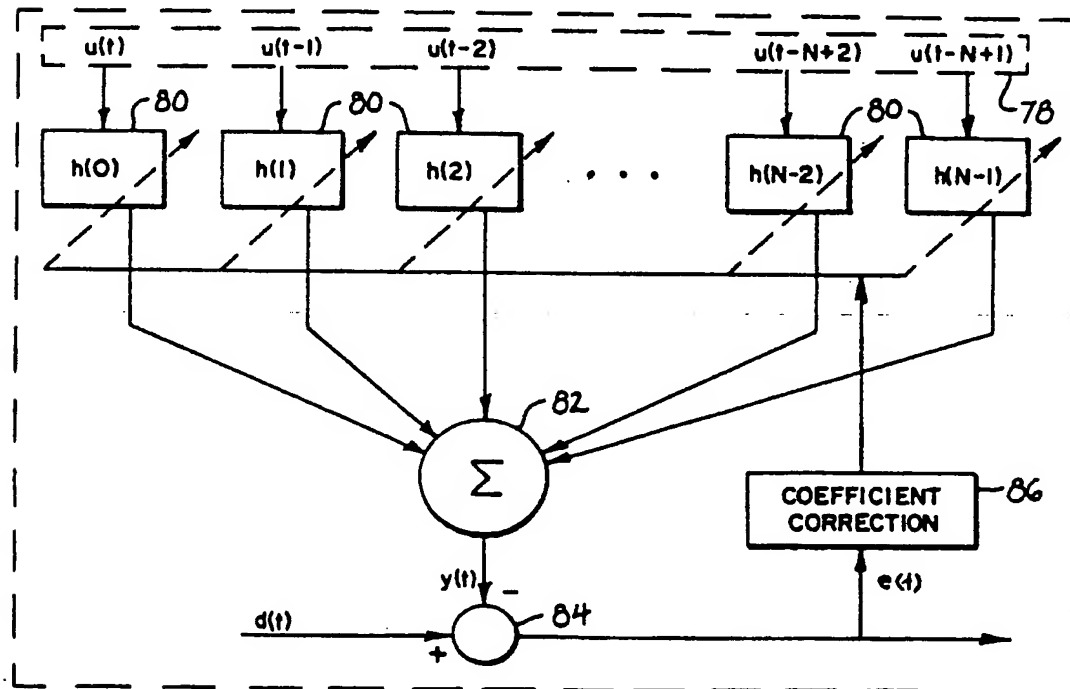 u(t) u(t-1) u(t-2) u(t-N+2) u(t-N+1)
78
80 80 80
h(0) h(1) h(2) . . . h(N-2) h(N-1)
82
Σ
COEFFICIENT
CORRECTION
86
y(t) -
e(t)
d(t)
+
84